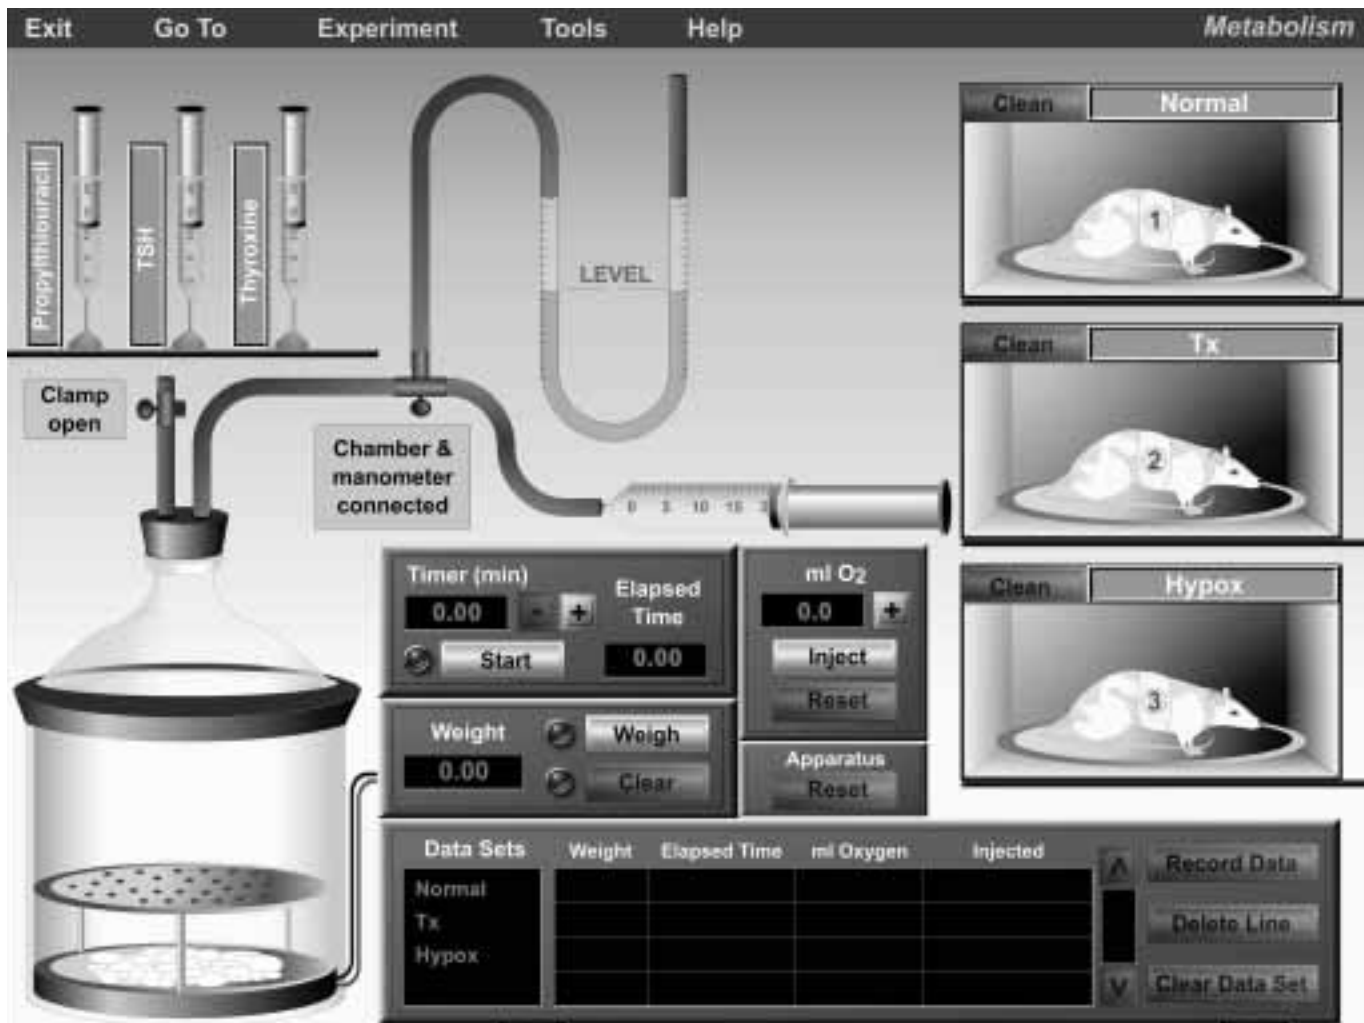 Exit Go To Experiment Tools Help Metabolism
Propylthiouracil
TSH
Thyroxine
LEVEL
Clamp
open
Chamber &
manometer
connected
0 5 10 15
Clean Normal
1
Clean Tx
2
Clean Hypox
3
Timer (min)
0.00 - +
Elapsed
Time
Start 0.00
ml O2
0.0 +
Inject
Reset
Weight Weigh
0.00 Clear
Apparatus
Reset
Data Sets Weight Elapsed Time ml Oxygen Injected
Normal
Tx
Hypox
Record Data
Delete Line
Clear Data Set